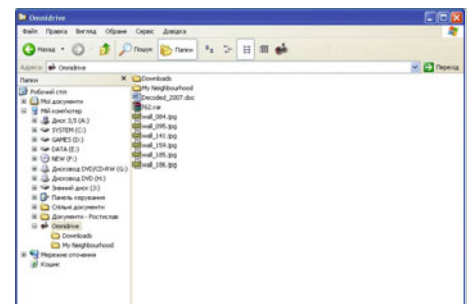 Omnidrive
Файл Правка Вигляд Обране Сервіс Довідка
Назад Пошук Папки
Адреса: Omnidrive Перехід
Папки
Робочий стіл
Мої документи
Мій комп'ютер
Диск 3,5 (A:)
SYSTEM (C:)
GAMES (D:)
DATA (E:)
NEW (F:)
Дисковод DVD/CD-RW (G:)
Дисковод DVD (H:)
Знімний диск (J:)
Панель керування
Спільні документи
Документи - Ростислав
Omnidrive
Downloads
My Neighbourhood
Мережне оточення
Кошик
Downloads
My Neighbourhood
Decoded_2007.doc
f62.rar
wall_084.jpg
wall_095.jpg
wall_141.jpg
wall_159.jpg
wall_185.jpg
wall_186.jpg